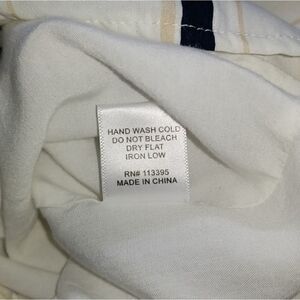 HAND WASH COLD
DO NOT BLEACH
DRY FLAT
IRON LOW
RN# 113395
MADE IN CHINA